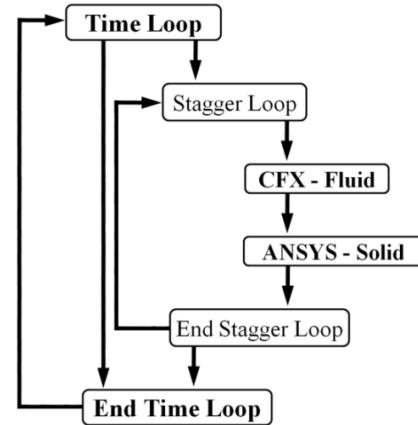 Time Loop
Stagger Loop
CFX - Fluid
ANSYS - Solid
End Stagger Loop
End Time Loop